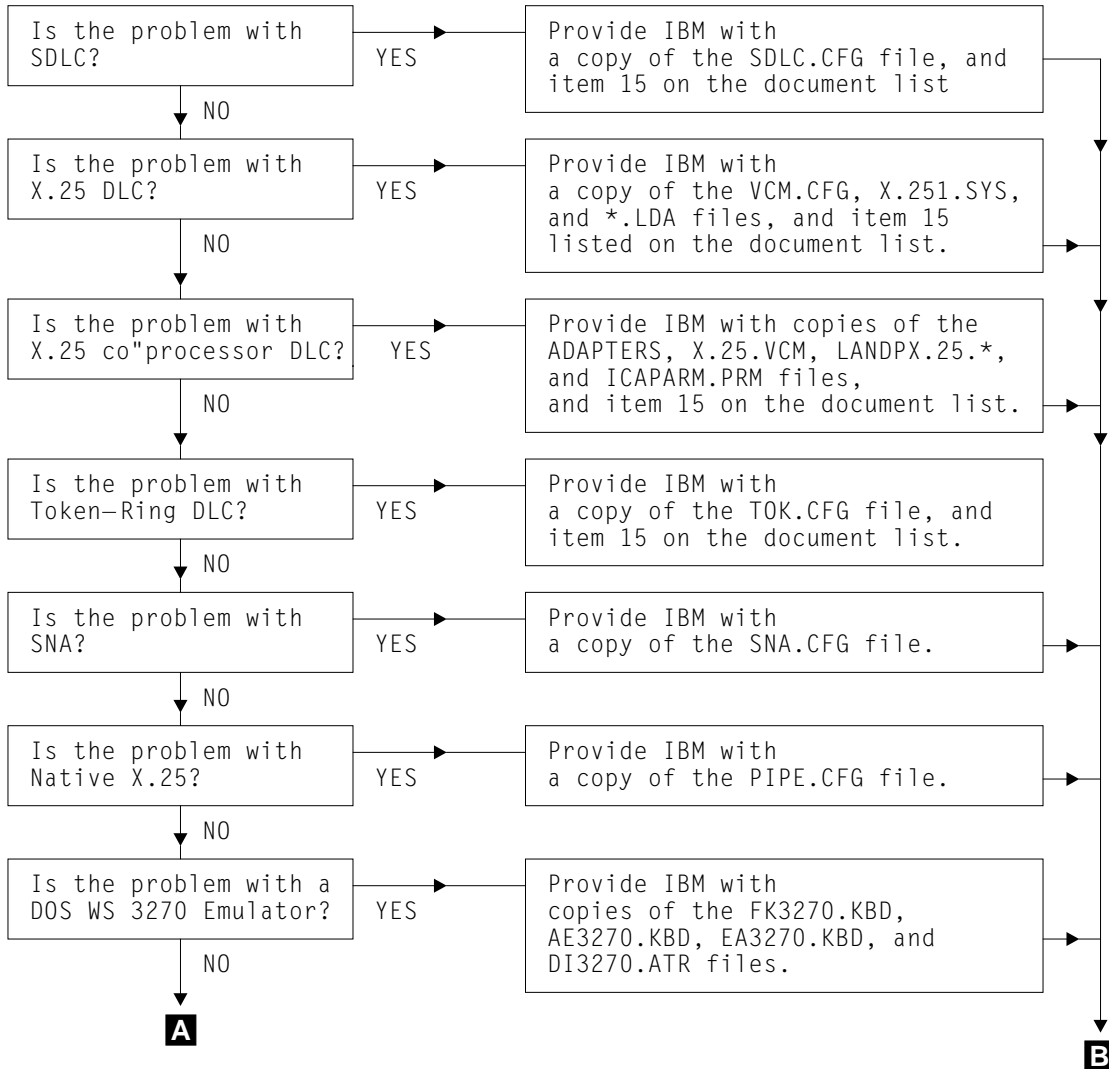 Is the problem with
SDLC?
YES
Provide IBM with
a copy of the SDLC.CFG file, and
item 15 on the document list
NO
Is the problem with
X.25 DLC?
YES
Provide IBM with
a copy of the VCM.CFG, X.251.SYS,
and *.LDA files, and item 15
listed on the document list.
NO
Is the problem with
X.25 co"processor DLC?
YES
Provide IBM with copies of the
ADAPTERS, X.25.VCM, LANDPX.25.*,
and ICAPARM.PRM files,
and item 15 on the document list.
NO
Is the problem with
Token–Ring DLC?
YES
Provide IBM with
a copy of the TOK.CFG file, and
item 15 on the document list.
NO
Is the problem with
SNA?
YES
Provide IBM with
a copy of the SNA.CFG file.
NO
Is the problem with
Native X.25?
YES
Provide IBM with
a copy of the PIPE.CFG file.
NO
Is the problem with a
DOS WS 3270 Emulator?
YES
Provide IBM with
copies of the FK3270.KBD,
AE3270.KBD, EA3270.KBD, and
DI3270.ATR files.
NO
A
B